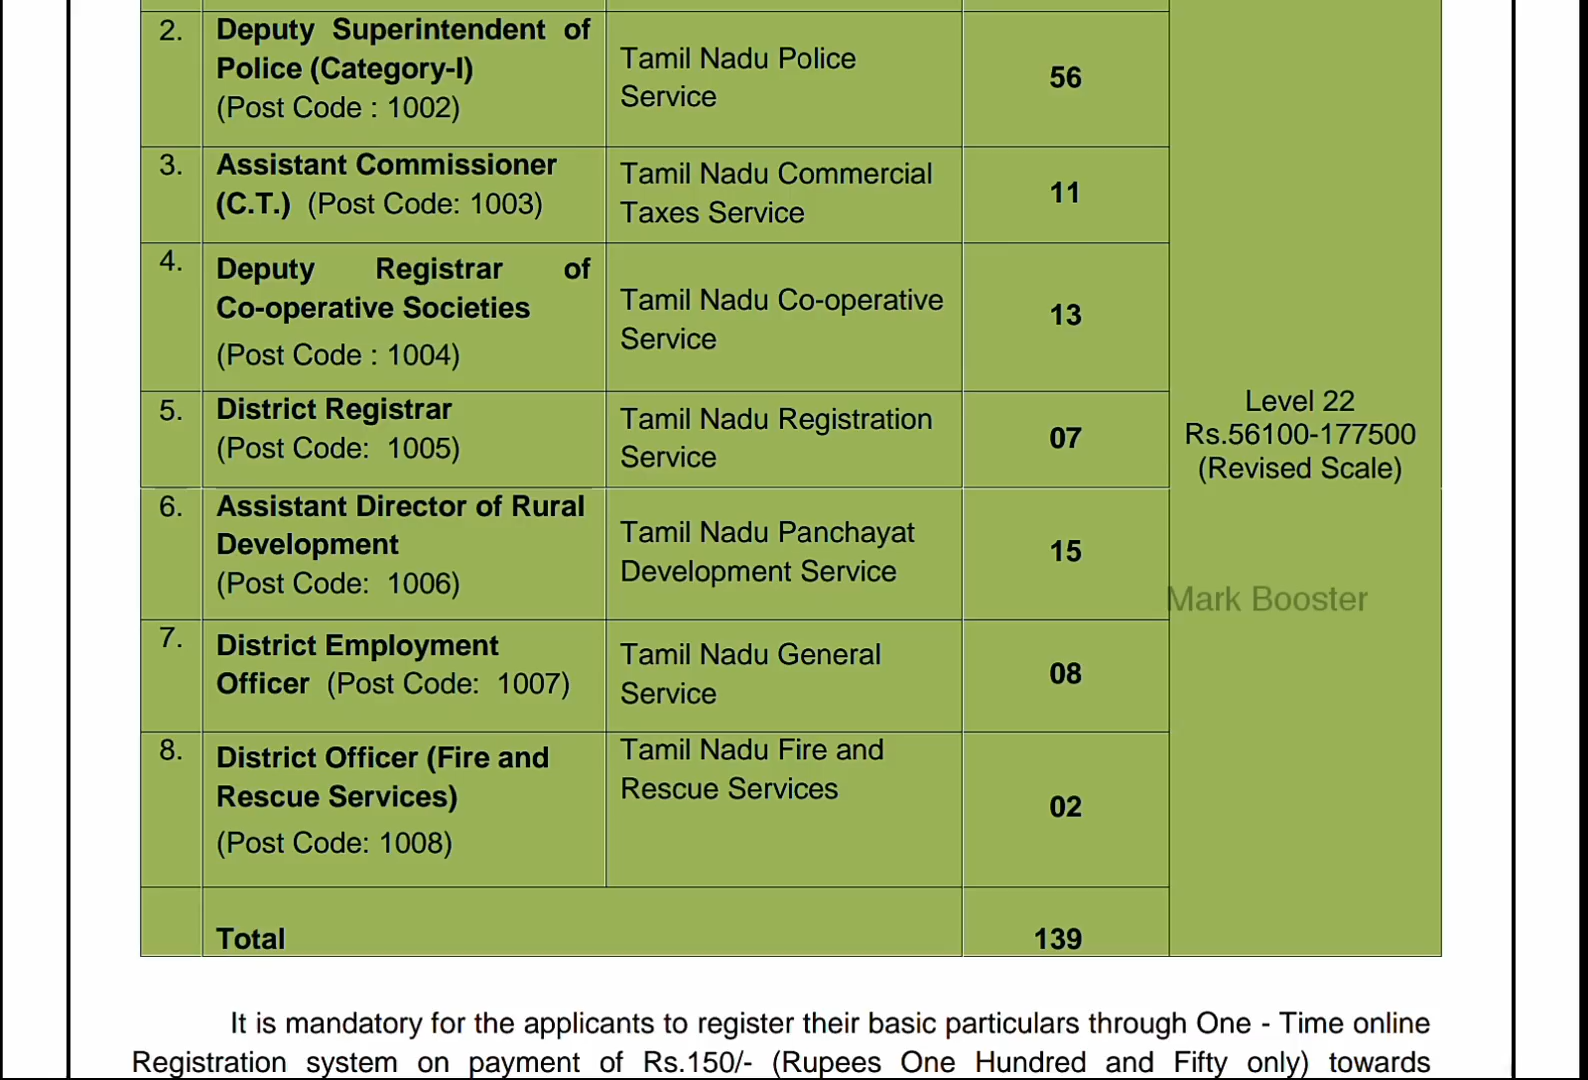 2.
Deputy Superintendent of
Police (Category-I)
(Post Code : 1002)
Tamil Nadu Police
Service
56
3.
Assistant Commissioner
(C.T.) (Post Code: 1003)
Tamil Nadu Commercial
Taxes Service
11
4.
Deputy Registrar of
Co-operative Societies
(Post Code : 1004)
Tamil Nadu Co-operative
Service
13
5.
District Registrar
(Post Code: 1005)
Tamil Nadu Registration
Service
07
Level 22
Rs.56100-177500
(Revised Scale)
6.
Assistant Director of Rural
Development
(Post Code: 1006)
Tamil Nadu Panchayat
Development Service
15
Mark Booster
7.
District Employment
Officer (Post Code: 1007)
Tamil Nadu General
Service
08
8.
District Officer (Fire and
Rescue Services)
(Post Code: 1008)
Tamil Nadu Fire and
Rescue Services
02
Total
139
It is mandatory for the applicants to register their basic particulars through One - Time online
Registration system on payment of Rs.150/- (Rupees One Hundred and Fifty only) towards